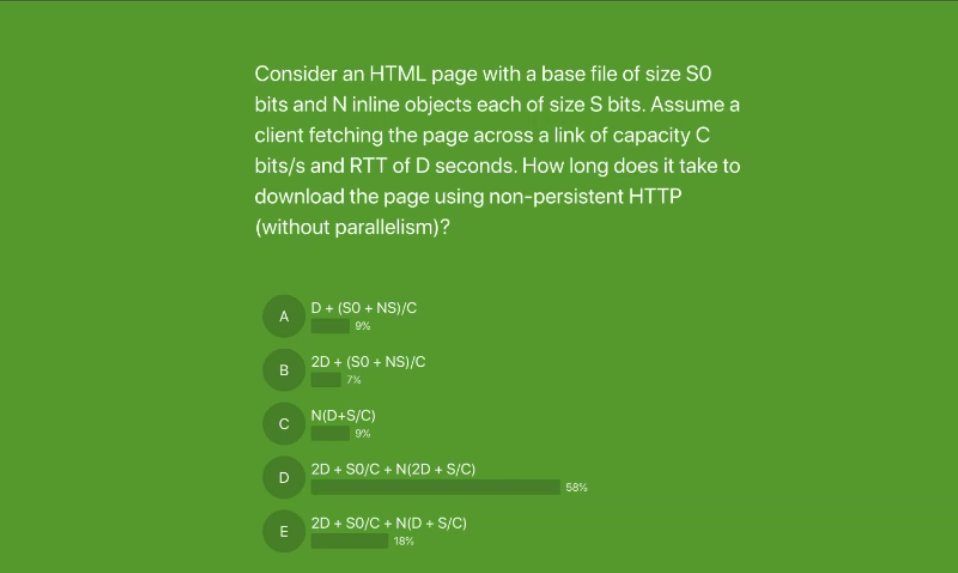 Consider an HTML page with a base file of size S0
bits and N inline objects each of size S bits. Assume a
client fetching the page across a link of capacity C
bits/s and RTT of D seconds. How long does it take to
download the page using non-persistent HTTP
(without parallelism)?
A
D + (S0 + NS)/C
9%
B
2D + (S0 + NS)/C
7%
C
N(D+S/C)
9%
D
2D + S0/C + N(2D + S/C)
58%
E
2D + S0/C + N(D + S/C)
18%